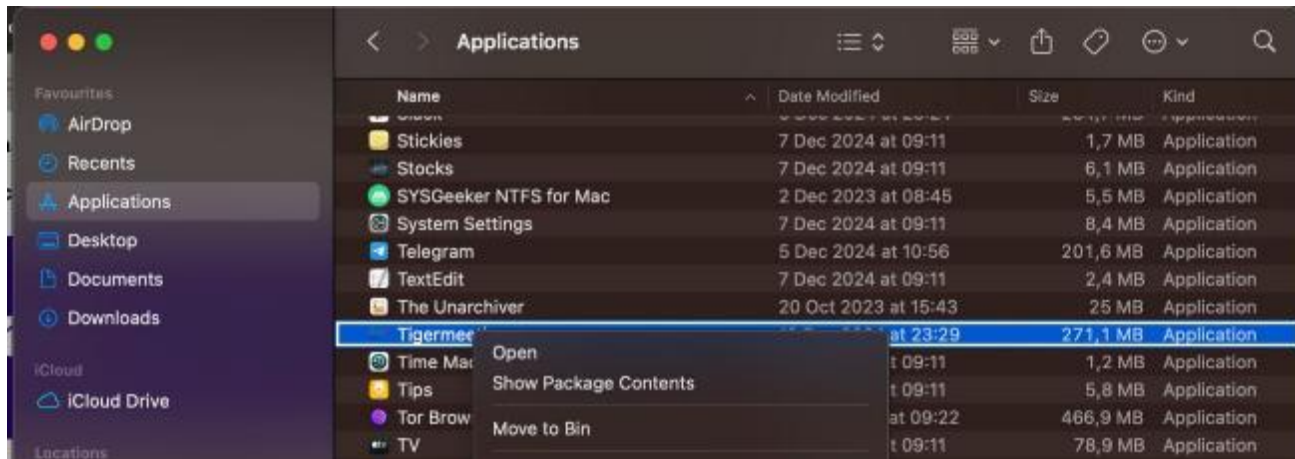 Applications
Favourites
AirDrop
Recents
Applications
Desktop
Documents
Downloads
iCloud
iCloud Drive
Locations
Name Date Modified Size Kind
Stickies 7 Dec 2024 at 09:11 1,7 MB Application
Stocks 7 Dec 2024 at 09:11 6,1 MB Application
SYSGeeker NTFS for Mac 2 Dec 2023 at 08:45 5,5 MB Application
System Settings 7 Dec 2024 at 09:11 8,4 MB Application
Telegram 5 Dec 2024 at 10:56 201,6 MB Application
TextEdit 7 Dec 2024 at 09:11 2,4 MB Application
The Unarchiver 20 Oct 2023 at 15:43 25 MB Application
Tigermeet at 23:29 271,1 MB Application
Time Mac t 09:11 1,2 MB Application
Tips t 09:11 5,8 MB Application
Tor Brow at 09:22 466,9 MB Application
TV t 09:11 78,9 MB Application
Open
Show Package Contents
Move to Bin